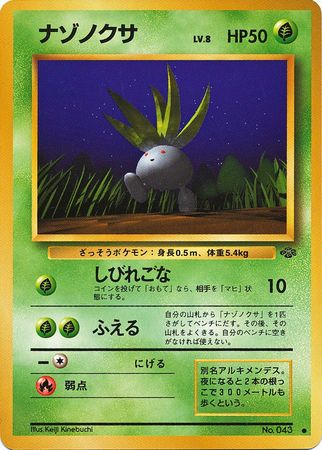 ナゾノクサ LV.8 HP50
ざっそうポケモン：身長0.5m、体重5.4kg
しびれごな 10
コインを投げて「おもて」なら、相手を「マヒ」状態にする。
ふえる
自分の山札から「ナゾノクサ」を1匹
さがしてベンチにだす。その後、その
山札をよくきる。自分のベンチに空き
がなければ使えない。
にげる
弱点
別名アルキメンデス。
夜になると2本の根っ
こで300メートルも
歩くという。
Illus. Keiji Kinebuchi No. 043